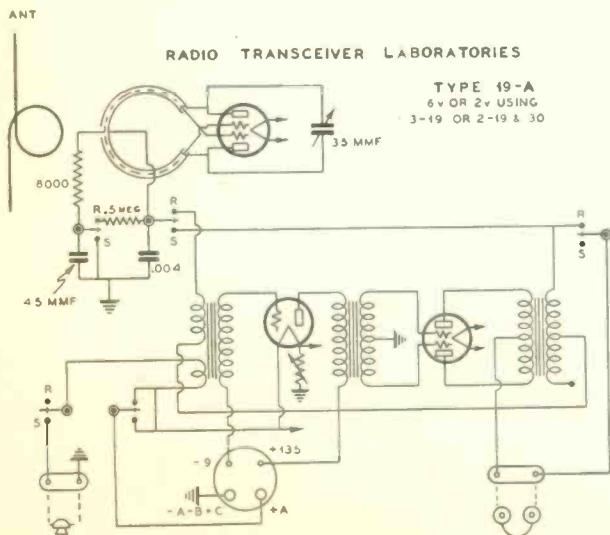 ANT
RADIO TRANSCEIVER LABORATORIES
TYPE 19-A
6V OR 2V USING
3-19 OR 2-19 & 30
35 MMF
8000
R .5 MEG
S
R
S
.004
45 MMF
R
S
R
S
-9
+135
-A-B+C
+A